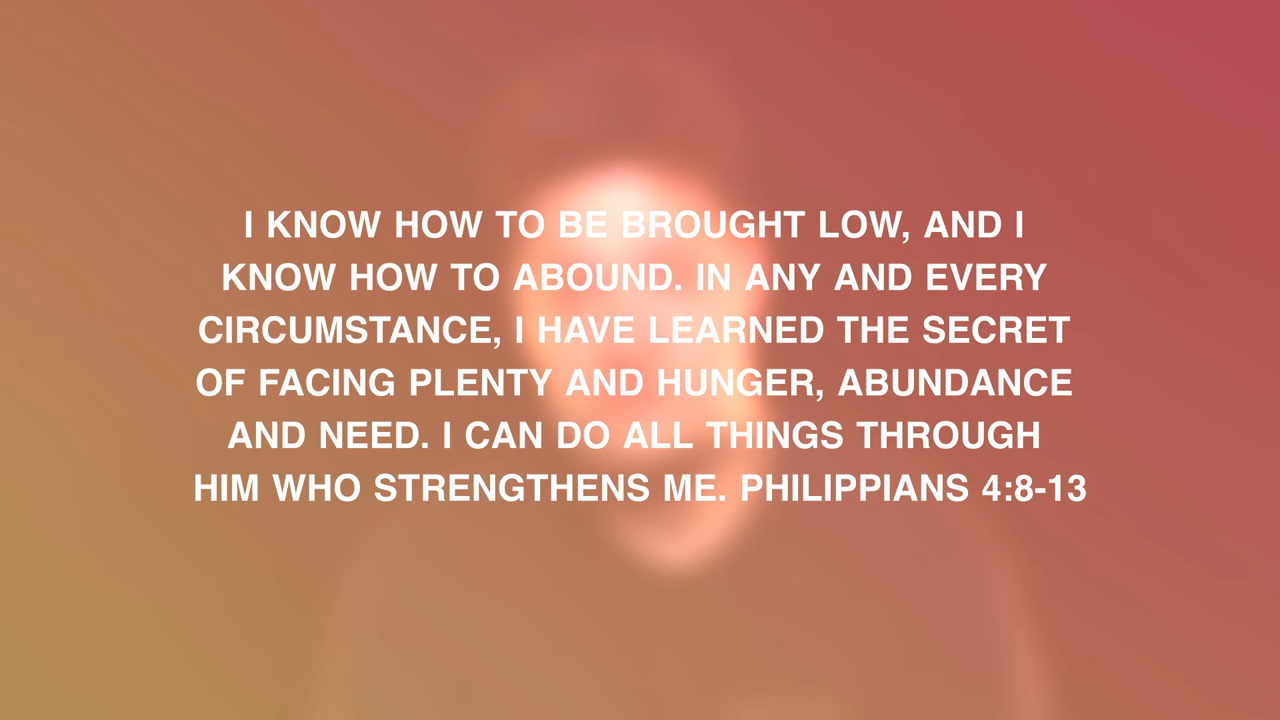 I KNOW HOW TO BE BROUGHT LOW, AND I
KNOW HOW TO ABOUND. IN ANY AND EVERY
CIRCUMSTANCE, I HAVE LEARNED THE SECRET
OF FACING PLENTY AND HUNGER, ABUNDANCE
AND NEED. I CAN DO ALL THINGS THROUGH
HIM WHO STRENGTHENS ME. PHILIPPIANS 4:8-13